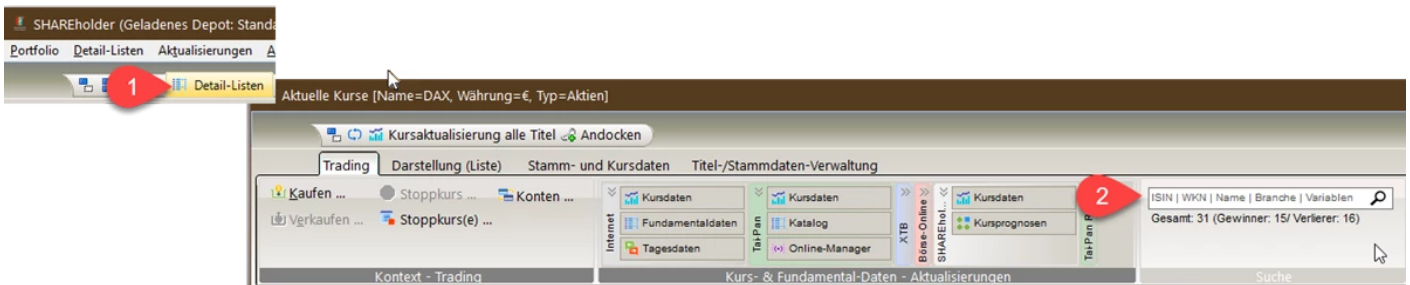 SHAREholder (Geladenes Depot: Standa
Portfolio Detail-Listen Aktualisierungen A
1
Detail-Listen
Aktuelle Kurse [Name=DAX, Währung=€, Typ=Aktien]
Kursaktualisierung alle Titel Andocken
Trading Darstellung (Liste) Stamm- und Kursdaten Titel-/Stammdaten-Verwaltung
Kaufen ... Stoppkurs ... Konten ...
Verkaufen ... Stoppkurs(e) ...
Kontext - Trading
Internet
Kursdaten
Fundamentaldaten
Tagesdaten
Tai-Pan
Kursdaten
Katalog
Online-Manager
XTB
Börse-Online
SHAREhol...
Kursdaten
Kursprognosen
Tai-Pan R
Kurs- & Fundamental-Daten - Aktualisierungen
2
ISIN | WKN | Name | Branche | Variablen
Gesamt: 31 (Gewinner: 15/ Verlierer: 16)
Suche